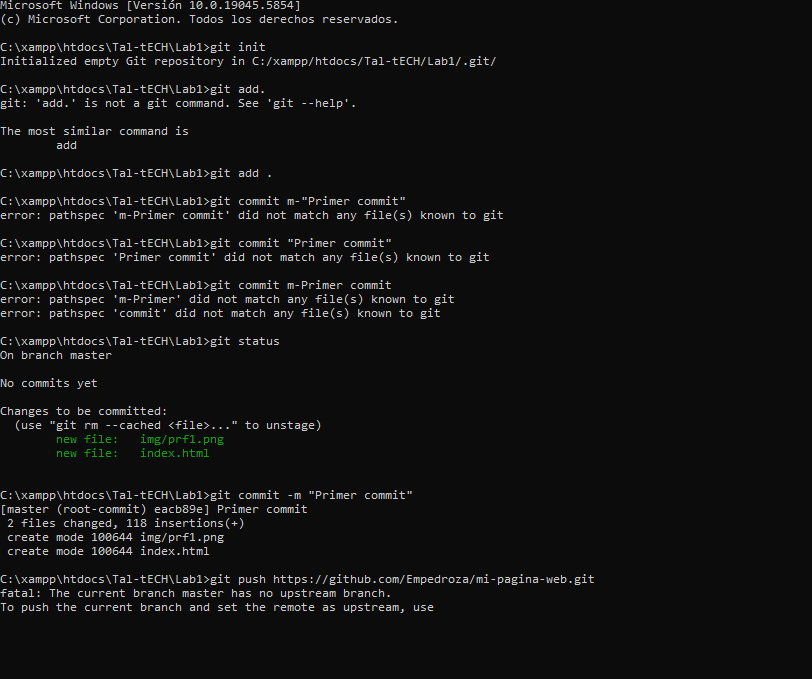 Microsoft Windows [Versión 10.0.19045.5854]
(c) Microsoft Corporation. Todos los derechos reservados.
C:\xampp\htdocs\Tal-tECH\Lab1>git init
Initialized empty Git repository in C:/xampp/htdocs/Tal-tECH/Lab1/.git/
C:\xampp\htdocs\Tal-tECH\Lab1>git add.
git: 'add.' is not a git command. See 'git --help'.
The most similar command is
        add
C:\xampp\htdocs\Tal-tECH\Lab1>git add .
C:\xampp\htdocs\Tal-tECH\Lab1>git commit m-"Primer commit"
error: pathspec 'm-Primer commit' did not match any file(s) known to git
C:\xampp\htdocs\Tal-tECH\Lab1>git commit "Primer commit"
error: pathspec 'Primer commit' did not match any file(s) known to git
C:\xampp\htdocs\Tal-tECH\Lab1>git commit m-Primer commit
error: pathspec 'm-Primer' did not match any file(s) known to git
error: pathspec 'commit' did not match any file(s) known to git
C:\xampp\htdocs\Tal-tECH\Lab1>git status
On branch master
No commits yet
Changes to be committed:
  (use "git rm --cached <file>..." to unstage)
        new file:   img/prf1.png
        new file:   index.html
C:\xampp\htdocs\Tal-tECH\Lab1>git commit -m "Primer commit"
[master (root-commit) eacb89e] Primer commit
 2 files changed, 118 insertions(+)
 create mode 100644 img/prf1.png
 create mode 100644 index.html
C:\xampp\htdocs\Tal-tECH\Lab1>git push https://github.com/Empedroza/mi-pagina-web.git
fatal: The current branch master has no upstream branch.
To push the current branch and set the remote as upstream, use